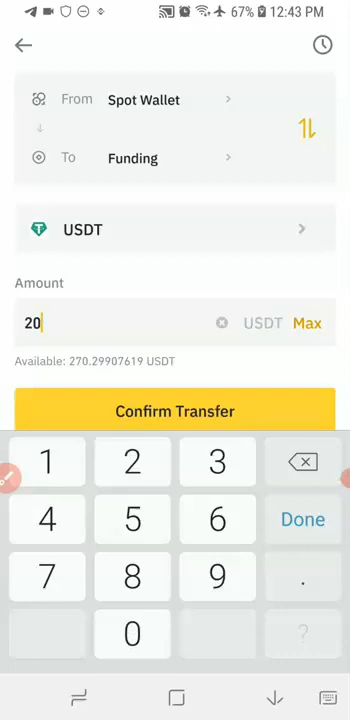 67% 12:43 PM
From Spot Wallet
To Funding
USDT
Amount
20 USDT Max
Available: 270.29907619 USDT
Confirm Transfer
1 2 3
4 5 6 Done
7 8 9 .
0 ?